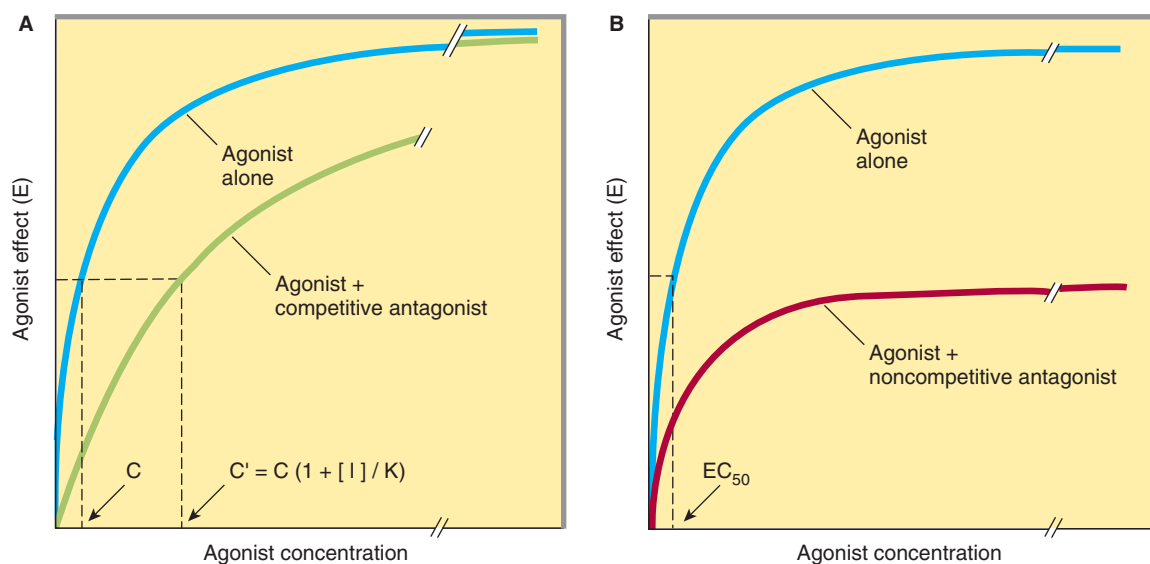 A
Agonist effect (E)
Agonist
alone
Agonist +
competitive antagonist
C
C' = C (1 + [ I ] / K)
Agonist concentration
B
Agonist effect (E)
Agonist
alone
Agonist +
noncompetitive antagonist
EC₅₀
Agonist concentration